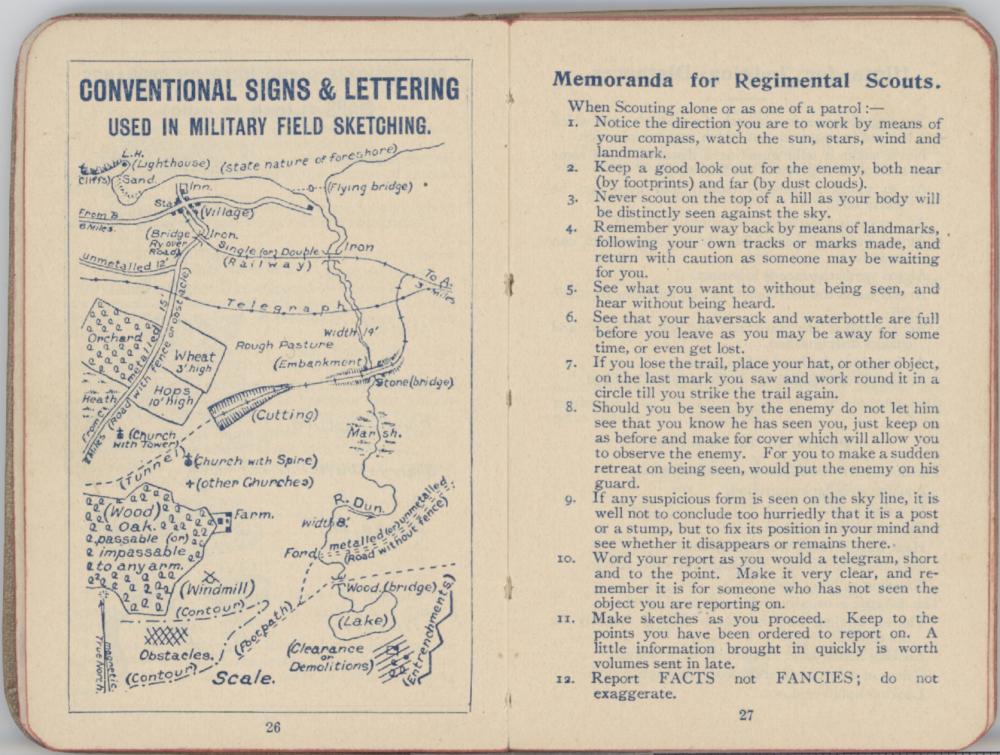 CONVENTIONAL SIGNS & LETTERING
USED IN MILITARY FIELD SKETCHING.
L.H.
(Lighthouse)
(state nature of foreshore)
Cliffs)
Sand.
Inn.
(Flying bridge)
Sta
(Village)
From B
6 Miles.
(Bridge
Ry over
Road)
Iron.
Single (or) Double
(Railway)
Iron
unmetalled 12'
To A.
3 Miles
Telegraph
15'
width 19'
Orchard
Rough Pasture
Wheat
3' high
(Embankment)
Stone(bridge)
Heath
Hops
10' high
metalled
(Road with fence or obstacle)
From C
2 Miles
(Cutting)
(Church
with Tower)
Marsh.
(Tunnel)
Church with Spire)
(other Churches)
(Wood)
Oak.
passable (or)
impassable
to any arm.
Farm.
R. Dun.
width 8'
metalled (or) unmetalled
(Road without fence)
Ford
(Windmill)
(Contour)
Wood (bridge)
(Lake)
(Footpath)
Obstacles.
(Clearance
or
Demolitions)
(Entrenchments)
True North.
magnetic
(Contour)
Scale.
26
Memoranda for Regimental Scouts.
When Scouting alone or as one of a patrol :—
1. Notice the direction you are to work by means of
your compass, watch the sun, stars, wind and
landmark.
2. Keep a good look out for the enemy, both near
(by footprints) and far (by dust clouds).
3. Never scout on the top of a hill as your body will
be distinctly seen against the sky.
4. Remember your way back by means of landmarks,
following your own tracks or marks made, and
return with caution as someone may be waiting
for you.
5. See what you want to without being seen, and
hear without being heard.
6. See that your haversack and waterbottle are full
before you leave as you may be away for some
time, or even get lost.
7. If you lose the trail, place your hat, or other object,
on the last mark you saw and work round it in a
circle till you strike the trail again.
8. Should you be seen by the enemy do not let him
see that you know he has seen you, just keep on
as before and make for cover which will allow you
to observe the enemy. For you to make a sudden
retreat on being seen, would put the enemy on his
guard.
9. If any suspicious form is seen on the sky line, it is
well not to conclude too hurriedly that it is a post
or a stump, but to fix its position in your mind and
see whether it disappears or remains there.
10. Word your report as you would a telegram, short
and to the point. Make it very clear, and re-
member it is for someone who has not seen the
object you are reporting on.
11. Make sketches as you proceed. Keep to the
points you have been ordered to report on. A
little information brought in quickly is worth
volumes sent in late.
12. Report FACTS not FANCIES; do not
exaggerate.
27